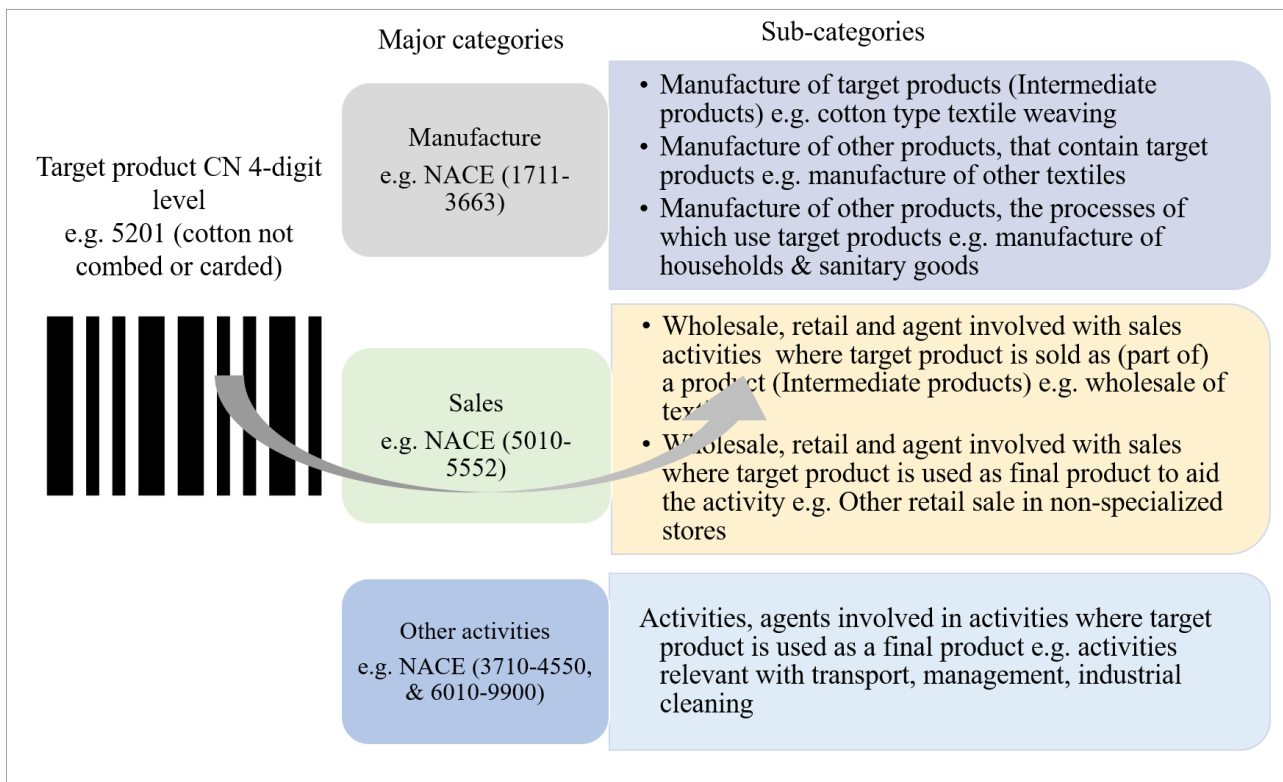 Major categories
Sub-categories
Target product CN 4-digit
level
e.g. 5201 (cotton not
combed or carded)
Manufacture
e.g. NACE (1711-
3663)
• Manufacture of target products (Intermediate
products) e.g. cotton type textile weaving
• Manufacture of other products, that contain target
products e.g. manufacture of other textiles
• Manufacture of other products, the processes of
which use target products e.g. manufacture of
households & sanitary goods
Sales
e.g. NACE (5010-
5552)
• Wholesale, retail and agent involved with sales
activities where target product is sold as (part of)
a product (Intermediate products) e.g. wholesale of
• Wholesale, retail and agent involved with sales
where target product is used as final product to aid
the activity e.g. Other retail sale in non-specialized
stores
Other activities
e.g. NACE (3710-4550,
& 6010-9900)
Activities, agents involved in activities where target
product is used as a final product e.g. activities
relevant with transport, management, industrial
cleaning